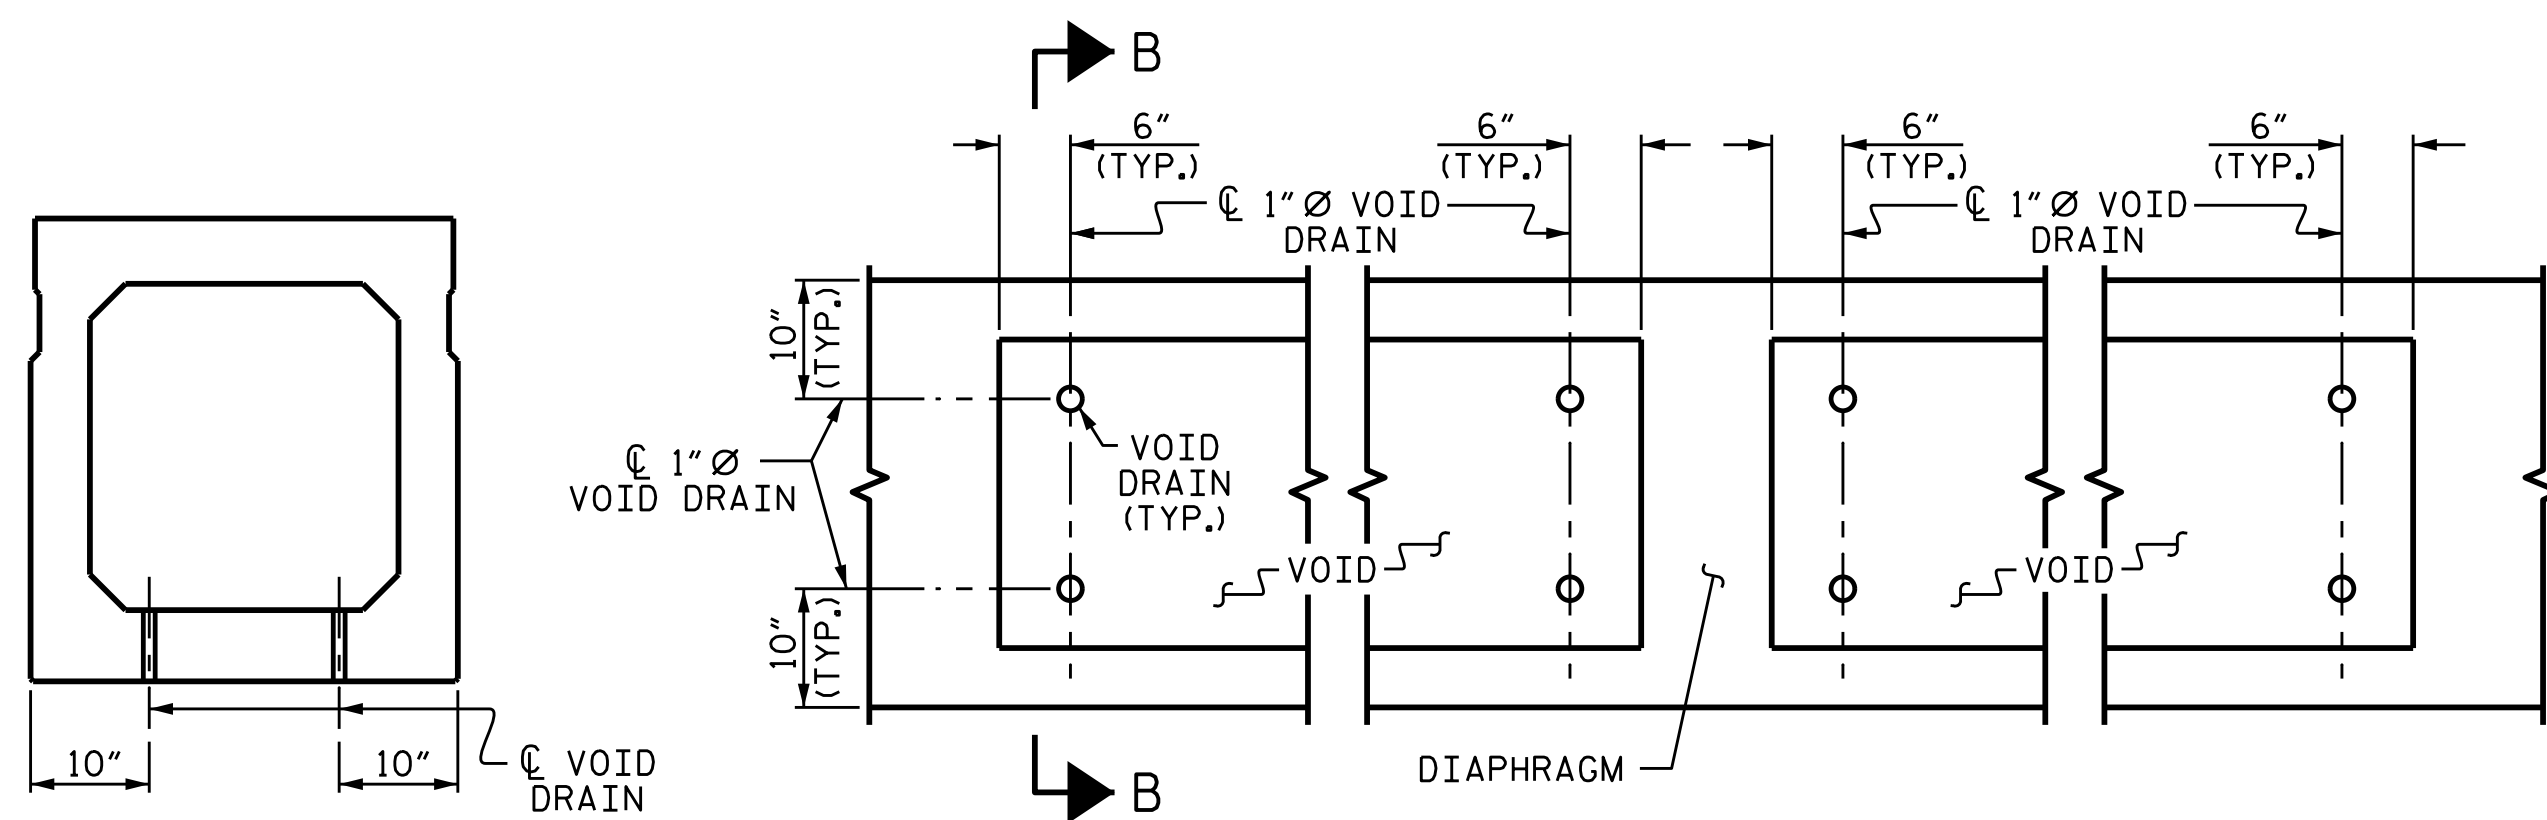 B
6" 6" 6" 6"
(TYP.) (TYP.) (TYP.) (TYP.)
℄ 1"Ø VOID ℄ 1"Ø VOID
DRAIN DRAIN
10"
(TYP.)
℄ 1"Ø
VOID DRAIN
VOID
DRAIN
(TYP.)
VOID VOID
10"
(TYP.)
10" 10"
℄ VOID
DRAIN
DIAPHRAGM
B